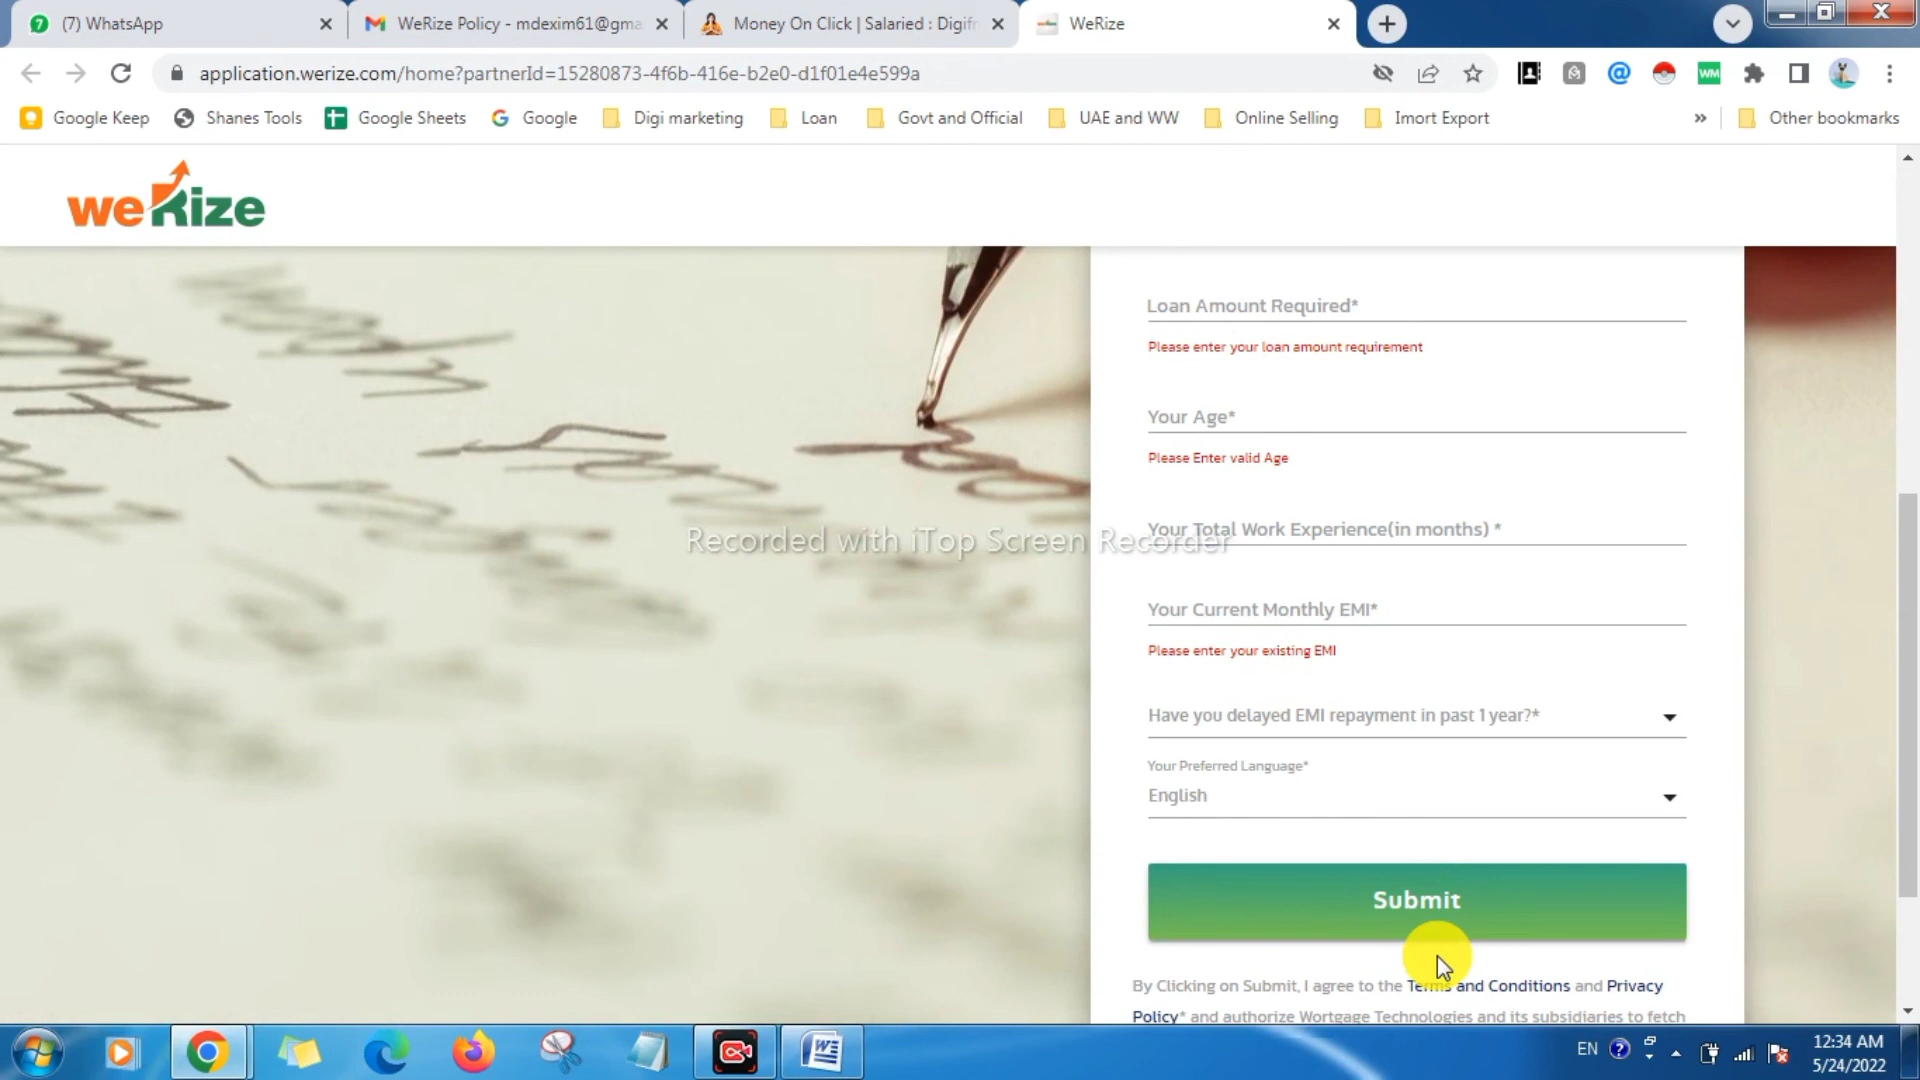 (7) WhatsApp
WeRize Policy - mdexim61@gma
Money On Click | Salaried : Digifi
WeRize
application.werize.com/home?partnerId=15280873-4f6b-416e-b2e0-d1f01e4e599a
WM
Google Keep
Shanes Tools
Google Sheets
Google
Digi marketing
Loan
Govt and Official
UAE and WW
Online Selling
Imort Export
»
Other bookmarks
weRize
Loan Amount Required*
Please enter your loan amount requirement
Your Age*
Please Enter valid Age
Recorded with iTop Screen Recorder
Your Total Work Experience(in months) *
Your Current Monthly EMI*
Please enter your existing EMI
Have you delayed EMI repayment in past 1 year?*
Your Preferred Language*
English
Submit
By Clicking on Submit, I agree to the Terms and Conditions and Privacy
Policy* and authorize Wortgage Technologies and its subsidiaries to fetch
EN
12:34 AM
5/24/2022